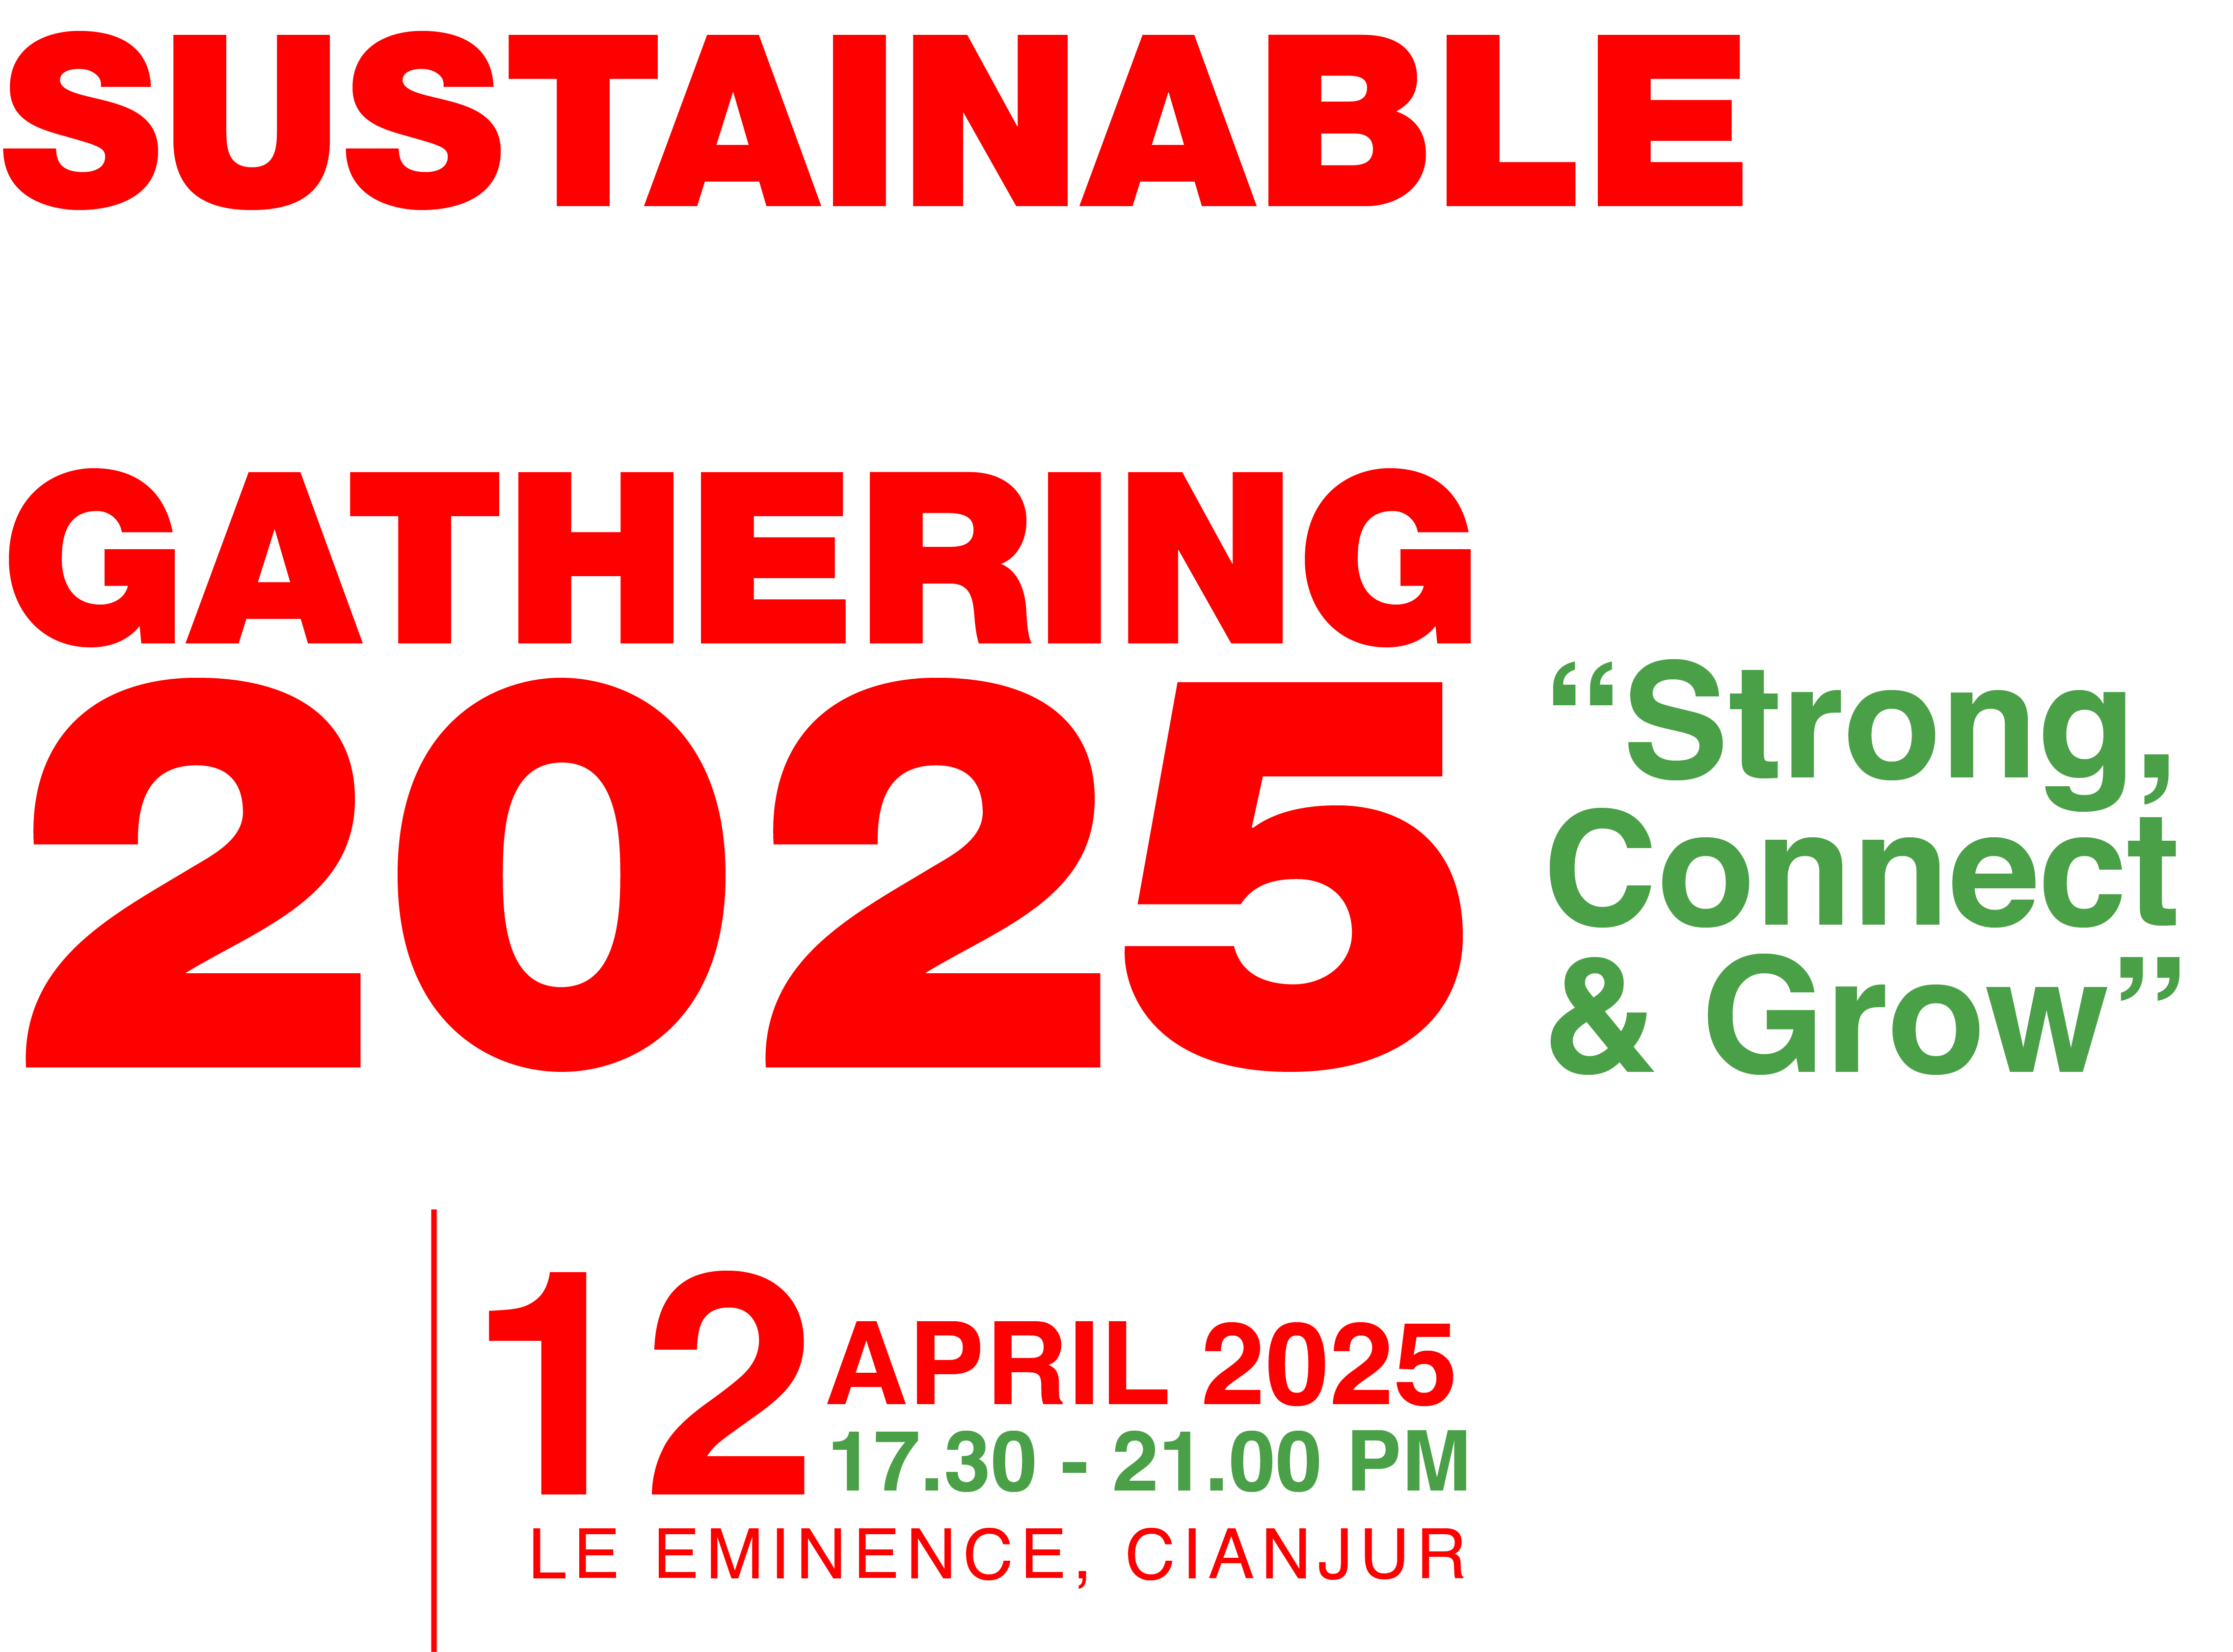 SUSTAINABLE
GATHERING
2025
“Strong,
Connect
& Grow”
12
APRIL 2025
17.30 - 21.00 PM
LE EMINENCE, CIANJUR